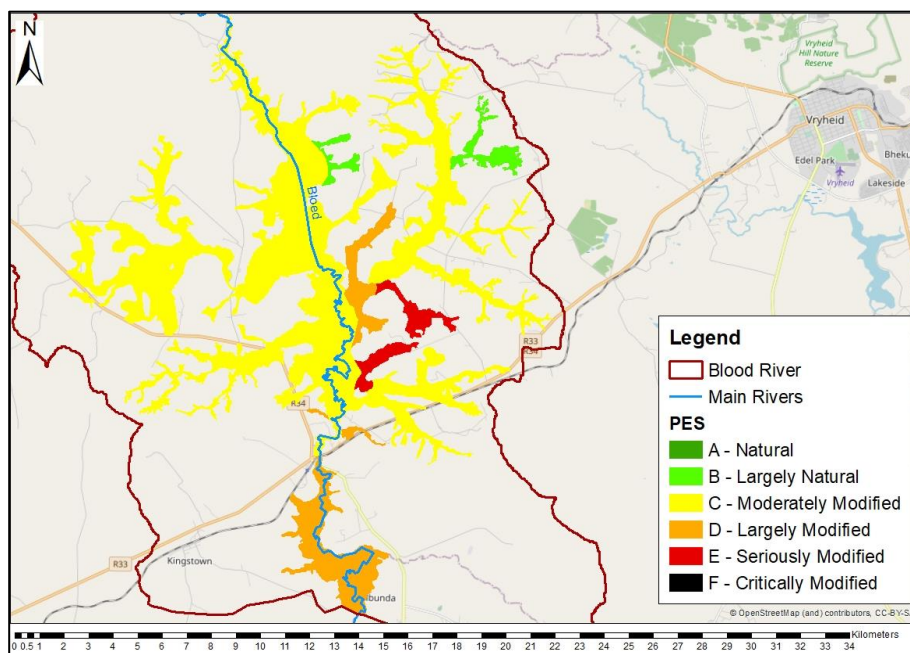 N
Vryheid
Hill Nature
Reserve
Vryheid
Edel Park
Bheku
Vryheid
Lakeside
Bloed
R33
R34
R34
R33
Kingstown
bunda
Legend
Blood River
Main Rivers
PES
A - Natural
B - Largely Natural
C - Moderately Modified
D - Largely Modified
E - Seriously Modified
F - Critically Modified
© OpenStreetMap (and) contributors, CC-BY-SA
Kilometers
0 0.5 1 2 3 4 5 6 7 8 9 10 11 12 13 14 15 16 17 18 19 20 21 22 23 24 25 26 27 28 29 30 31 32 33 34